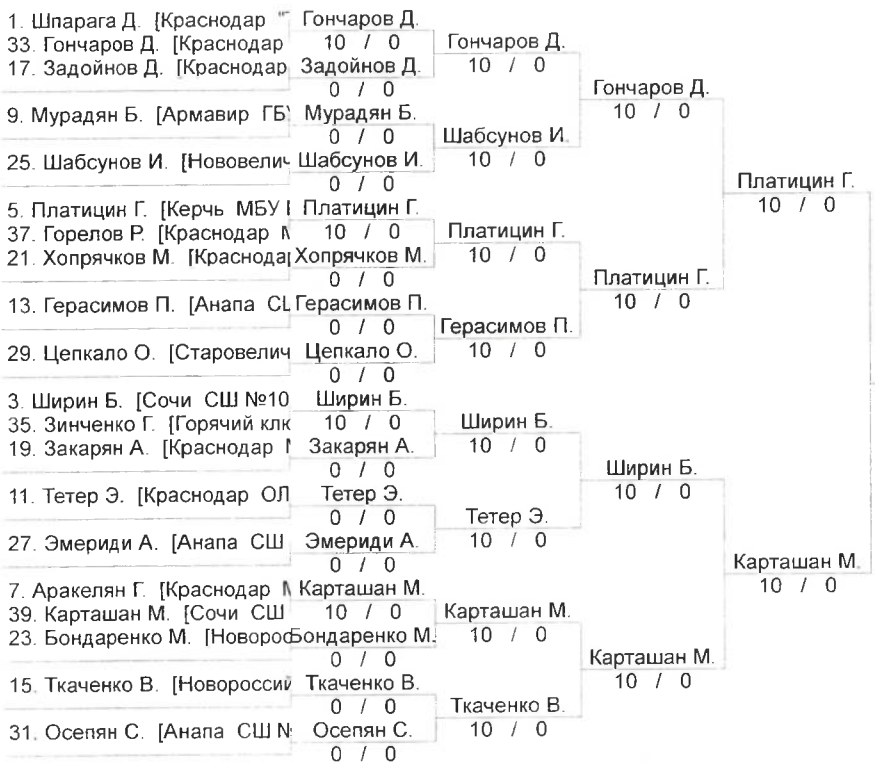 1. Шпарага Д. [Краснодар "
Гончаров Д.
33. Гончаров Д. [Краснодар
10 / 0
Гончаров Д.
17. Задойнов Д. [Краснодар
Задойнов Д.
10 / 0
0 / 0
Гончаров Д.
9. Мурадян Б. [Армавир ГБУ
Мурадян Б.
10 / 0
0 / 0
Шабсунов И.
25. Шабсунов И. [Нововелич
Шабсунов И.
10 / 0
0 / 0
Платицин Г.
5. Платицин Г. [Керчь МБУ
Платицин Г.
10 / 0
37. Горелов Р. [Краснодар М
10 / 0
Платицин Г.
21. Хопрячков М. [Краснодар
Хопрячков М.
10 / 0
0 / 0
Платицин Г.
13. Герасимов П. [Анапа СШ
Герасимов П.
10 / 0
0 / 0
Герасимов П.
29. Цепкало О. [Старовелич
Цепкало О.
10 / 0
0 / 0
3. Ширин Б. [Сочи СШ №10
Ширин Б.
35. Зинченко Г. [Горячий клю
10 / 0
Ширин Б.
19. Закарян А. [Краснодар
Закарян А.
10 / 0
0 / 0
Ширин Б.
11. Тетер Э. [Краснодар ОЛ
Тетер Э.
10 / 0
0 / 0
Тетер Э.
27. Эмериди А. [Анапа СШ
Эмериди А.
10 / 0
0 / 0
Карташан М.
7. Аракелян Г. [Краснодар М
Карташан М.
10 / 0
39. Карташан М. [Сочи СШ
10 / 0
Карташан М.
23. Бондаренко М. [Новорос
Бондаренко М.
10 / 0
0 / 0
Карташан М.
15. Ткаченко В. [Новороссий
Ткаченко В.
10 / 0
0 / 0
Ткаченко В.
31. Осепян С. [Анапа СШ №
Осепян С.
10 / 0
0 / 0